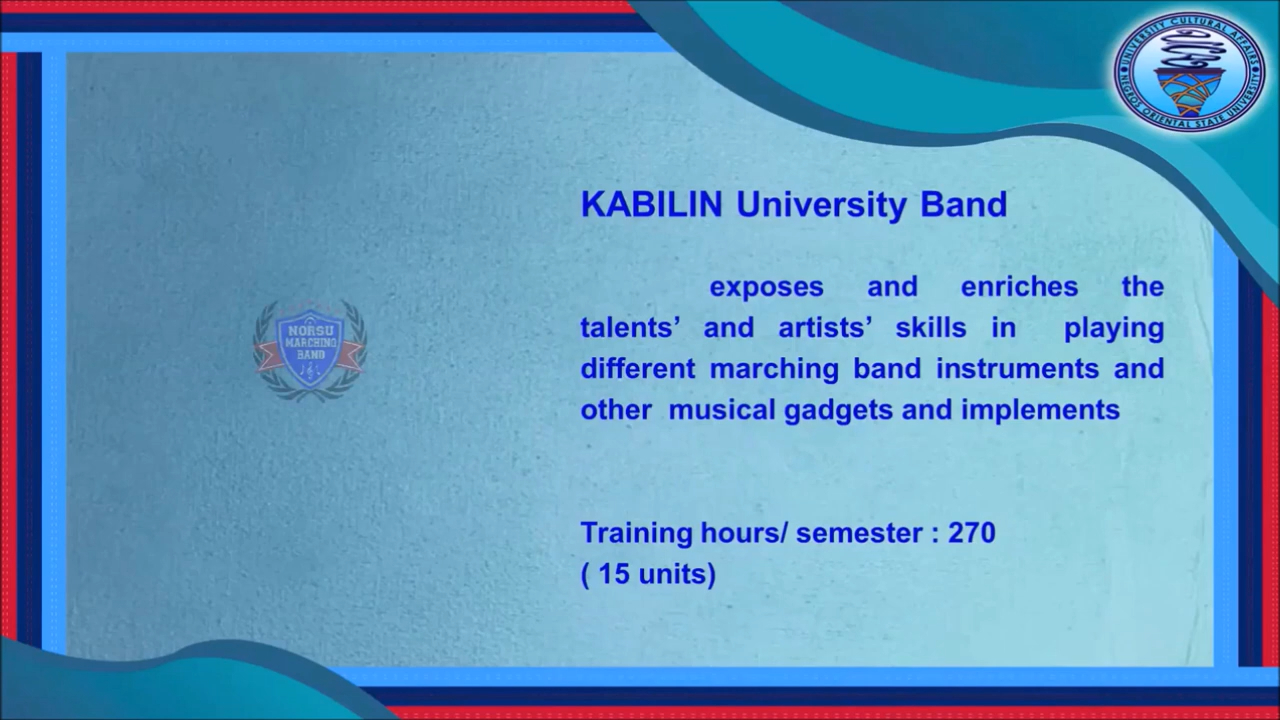 UNIVERSITY CULTURAL AFFAIRS
NEGROS ORIENTAL STATE UNIVERSITY
KABILIN University Band
exposes and enriches the
talents’ and artists’ skills in playing
different marching band instruments and
other musical gadgets and implements
NORSU
MARCHING
BAND
Training hours/ semester : 270
( 15 units)